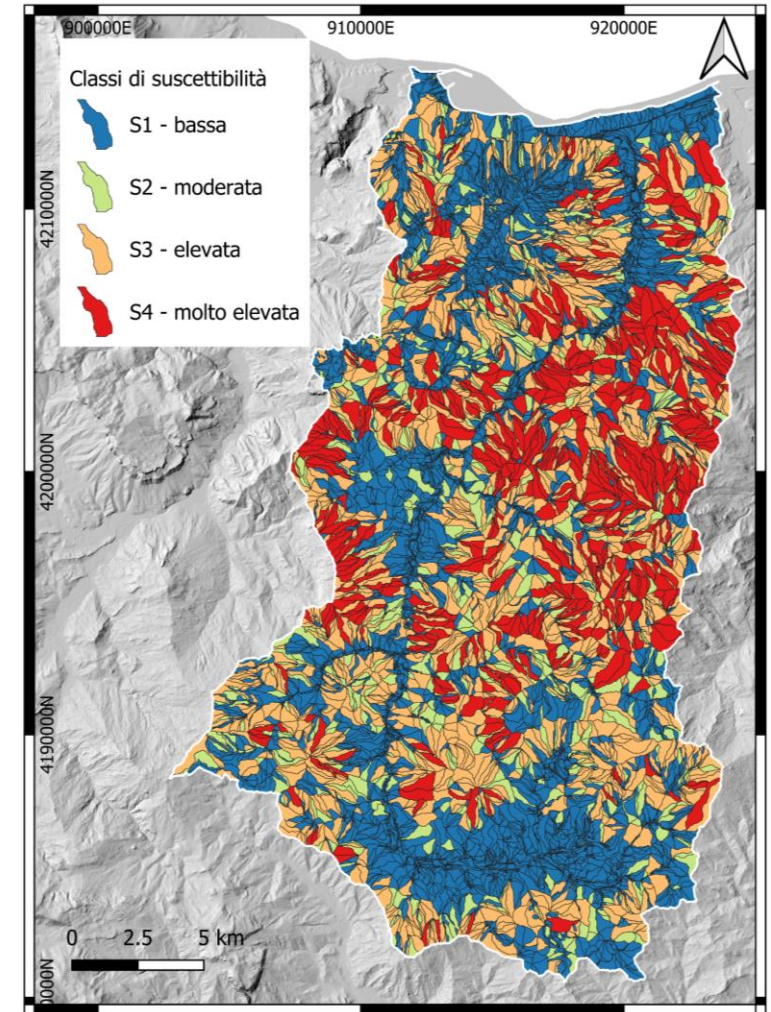 900000E 910000E 920000E
Classi di suscettibilità
S1 - bassa
S2 - moderata
S3 - elevata
S4 - molto elevata
4210000N
4200000N
4190000N
0000N
0 2.5 5 km